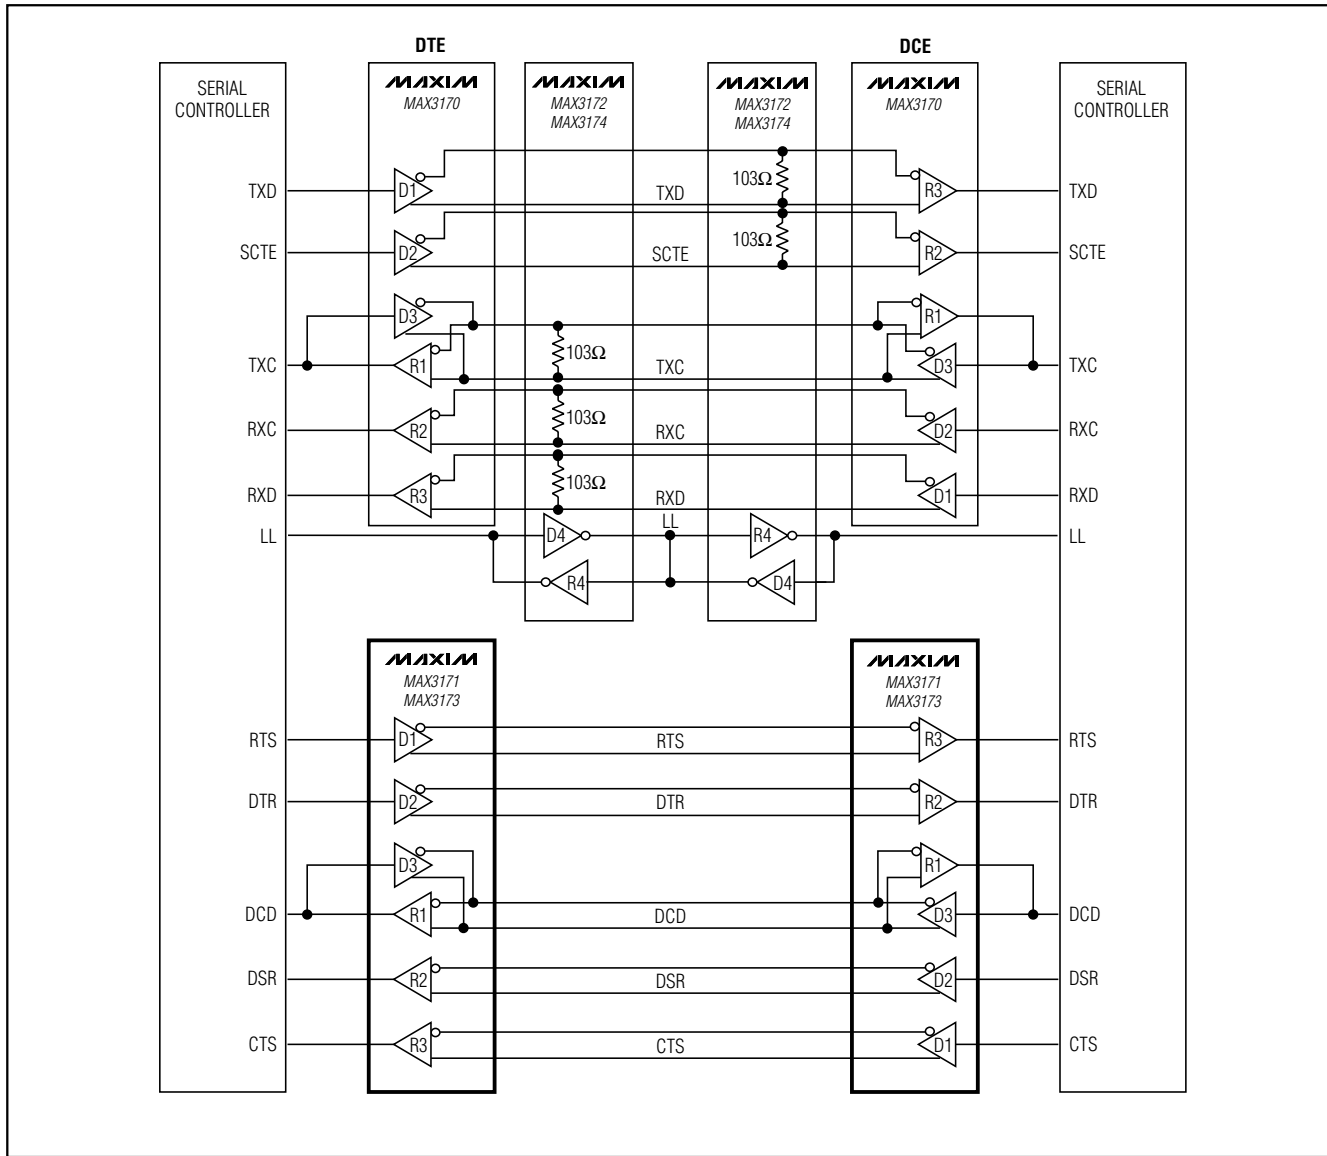 DTE
DCE
SERIAL
CONTROLLER
MAXIM
MAX3170
MAXIM
MAX3172
MAX3174
MAXIM
MAX3172
MAX3174
MAXIM
MAX3170
SERIAL
CONTROLLER
TXD
D1
TXD
103Ω
R3
TXD
SCTE
D2
SCTE
103Ω
R2
SCTE
D3
R1
TXC
R1
103Ω
TXC
D3
TXC
RXC
R2
103Ω
RXC
D2
RXC
RXD
R3
103Ω
RXD
D1
RXD
LL
D4
LL
R4
LL
R4
D4
MAXIM
MAX3171
MAX3173
MAXIM
MAX3171
MAX3173
RTS
D1
RTS
R3
RTS
DTR
D2
DTR
R2
DTR
D3
R1
DCD
R1
DCD
D3
DCD
DSR
R2
DSR
D2
DSR
CTS
R3
CTS
D1
CTS